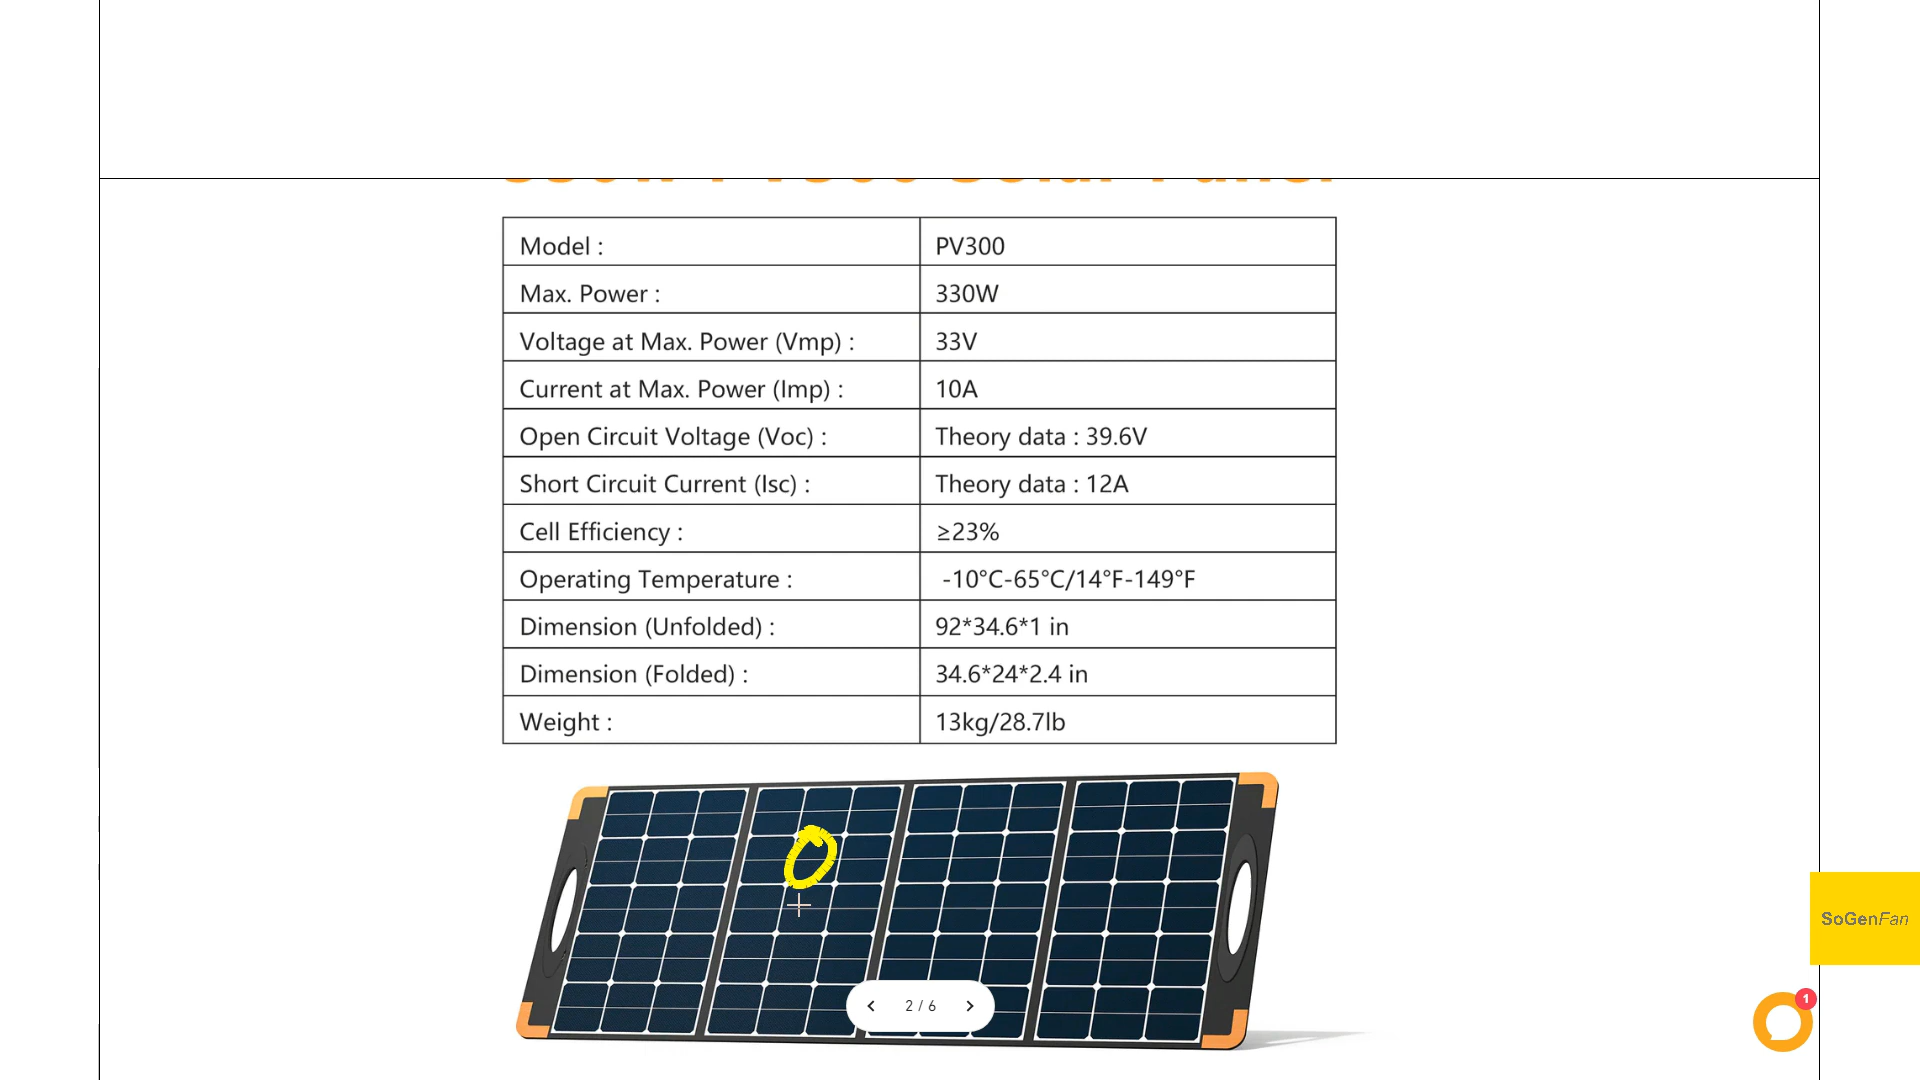 Model : PV300
Max. Power : 330W
Voltage at Max. Power (Vmp) : 33V
Current at Max. Power (Imp) : 10A
Open Circuit Voltage (Voc) : Theory data : 39.6V
Short Circuit Current (Isc) : Theory data : 12A
Cell Efficiency : ≥23%
Operating Temperature : -10°C-65°C/14°F-149°F
Dimension (Unfolded) : 92*34.6*1 in
Dimension (Folded) : 34.6*24*2.4 in
Weight : 13kg/28.7lb
SoGenFan
1
2 / 6